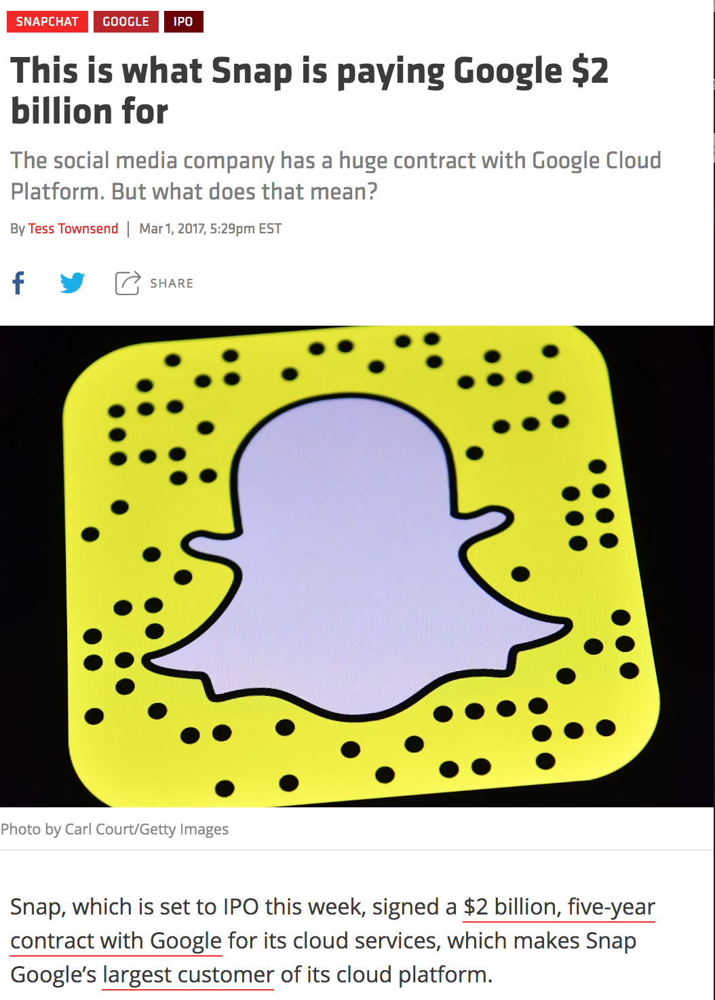 SNAPCHAT GOOGLE IPO
This is what Snap is paying Google $2
billion for
The social media company has a huge contract with Google Cloud
Platform. But what does that mean?
By Tess Townsend | Mar 1, 2017, 5:29pm EST
SHARE
Photo by Carl Court/Getty Images
Snap, which is set to IPO this week, signed a $2 billion, five-year
contract with Google for its cloud services, which makes Snap
Google’s largest customer of its cloud platform.